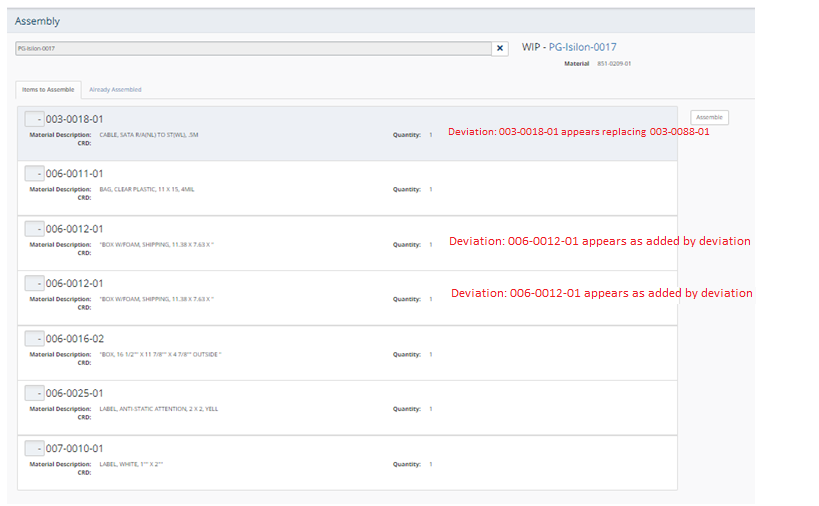 Assembly
PG-Isilon-0017
WIP - PG-Isilon-0017
Material 851-0209-01
Items to Assemble Already Assembled
Assemble
- 003-0018-01
Material Description: CABLE, SATA R/A(NL) TO ST(WL), .5M Quantity: 1 Deviation: 003-0018-01 appears replacing 003-0088-01
CRD:
- 006-0011-01
Material Description: BAG, CLEAR PLASTIC, 11 X 15, 4MIL Quantity: 1
CRD:
- 006-0012-01
Material Description: "BOX W/FOAM, SHIPPING, 11.38 X 7.63 X " Quantity: 1 Deviation: 006-0012-01 appears as added by deviation
CRD:
- 006-0012-01
Material Description: "BOX W/FOAM, SHIPPING, 11.38 X 7.63 X " Quantity: 1 Deviation: 006-0012-01 appears as added by deviation
CRD:
- 006-0016-02
Material Description: "BOX, 16 1/2"" X 11 7/8"" X 4 7/8"" OUTSIDE " Quantity: 1
CRD:
- 006-0025-01
Material Description: LABEL, ANTI-STATIC ATTENTION, 2 X 2, YELL Quantity: 1
CRD:
- 007-0010-01
Material Description: LABEL, WHITE, 1"" X 2"" Quantity: 1
CRD: